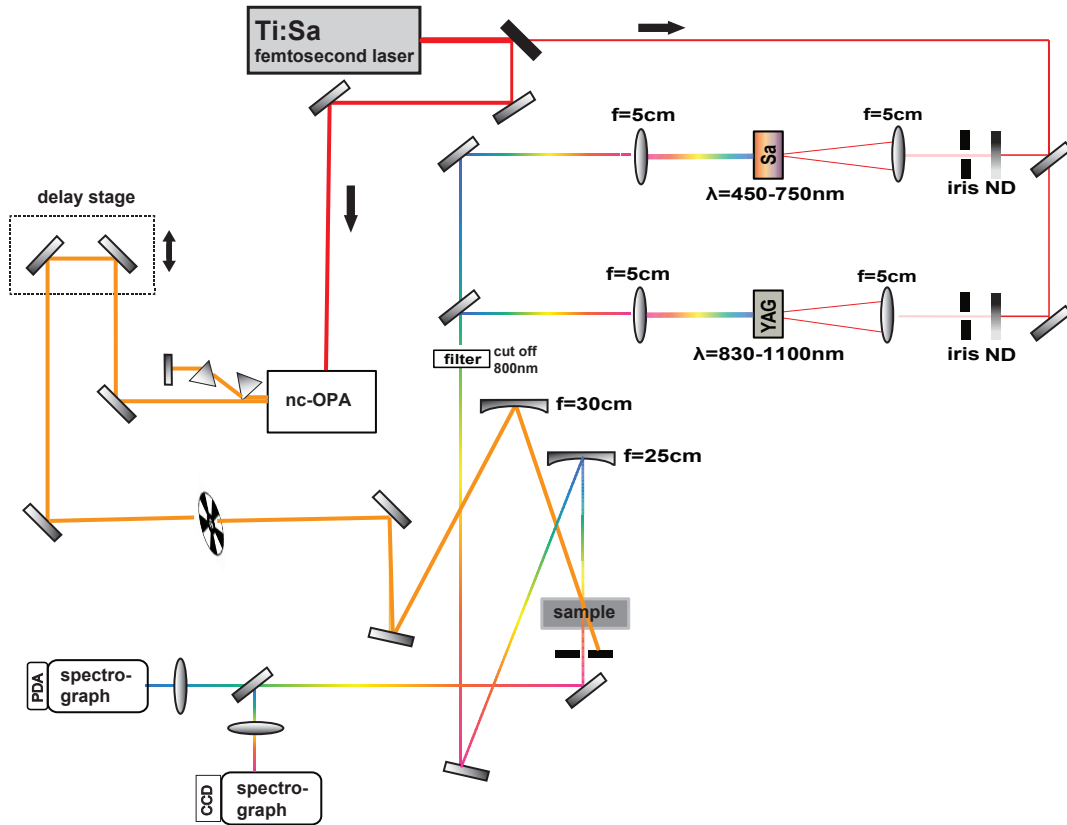 Ti:Sa
femtosecond laser
f=5cm
f=5cm
Sa
λ=450-750nm
iris ND
delay stage
f=5cm
f=5cm
YAG
λ=830-1100nm
iris ND
filter
cut off
800nm
nc-OPA
f=30cm
f=25cm
sample
PDA
spectro-
graph
CCD
spectro-
graph